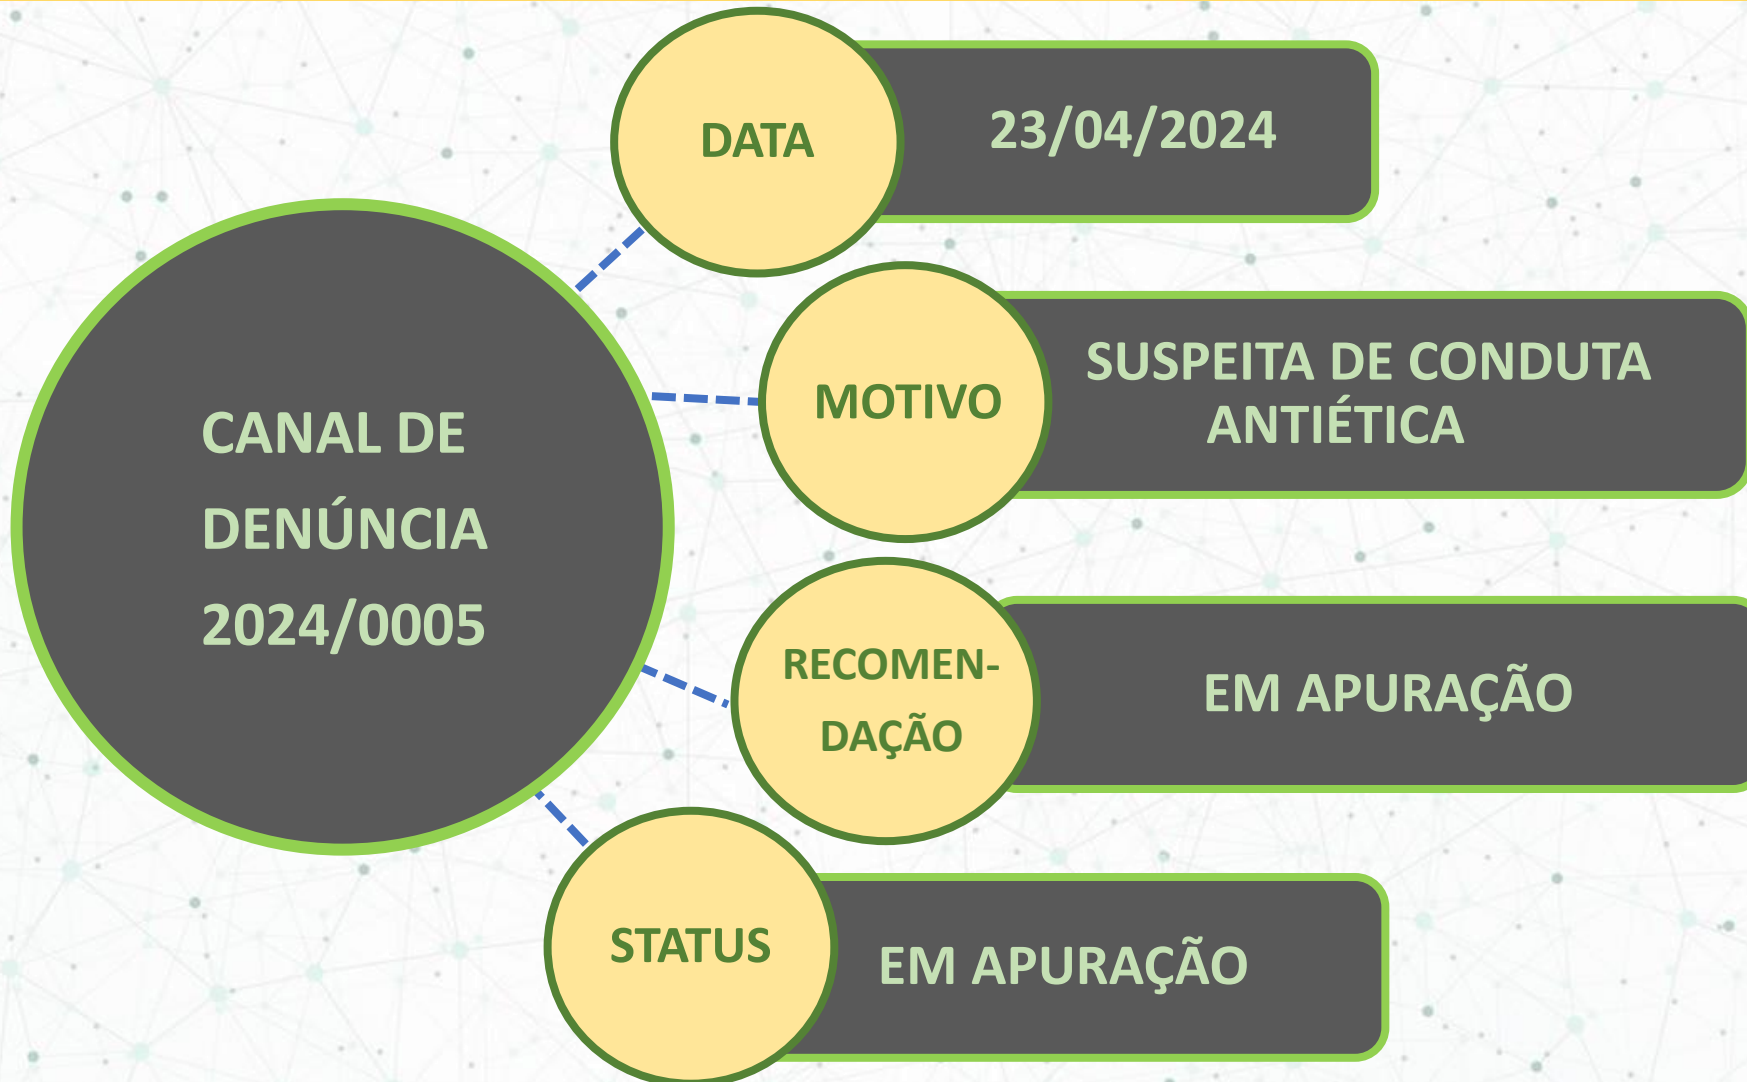 CANAL DE
DENÚNCIA
2024/0005
DATA
23/04/2024
MOTIVO
SUSPEITA DE CONDUTA
ANTIÉTICA
RECOMEN-
DAÇÃO
EM APURAÇÃO
STATUS
EM APURAÇÃO